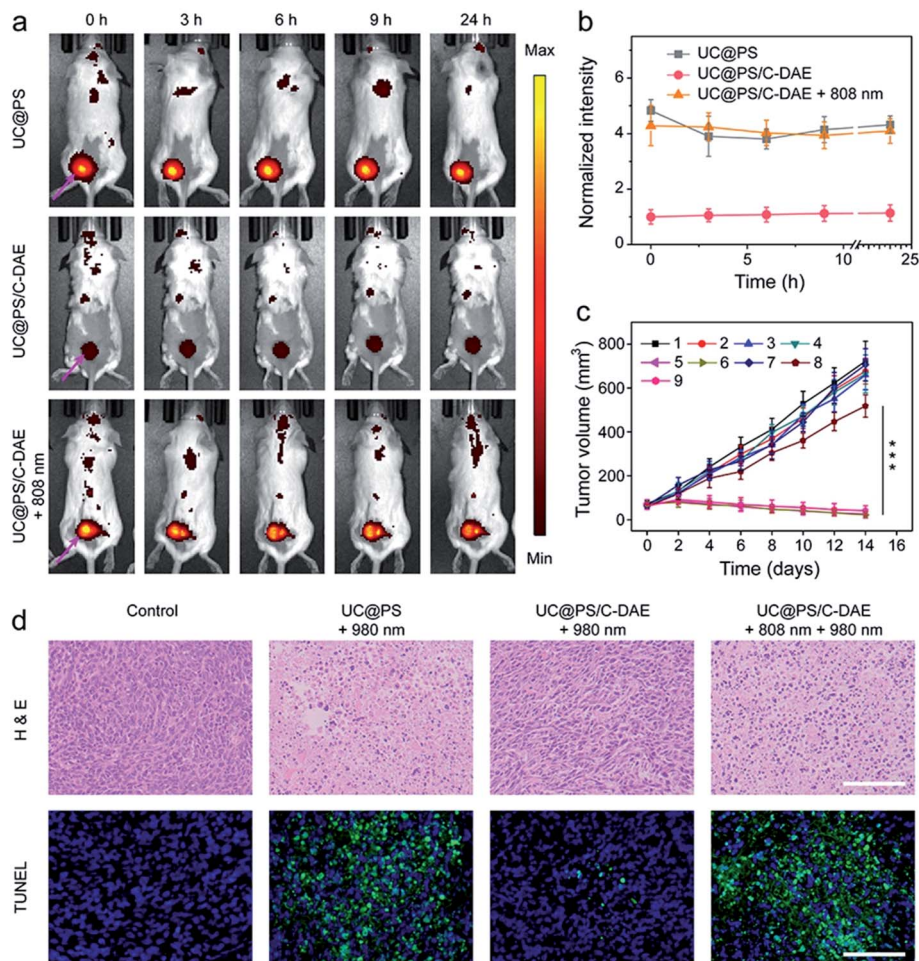 a
0 h 3 h 6 h 9 h 24 h
UC@PS
UC@PS/C-DAE
UC@PS/C-DAE
+ 808 nm
Max
Min
b
Normalized intensity
6
4
2
0
UC@PS
UC@PS/C-DAE
UC@PS/C-DAE + 808 nm
0 5 10 25
Time (h)
c
Tumor volume (mm³)
800
600
400
200
0
1 2 3 4
5 6 7 8
9
***
0 2 4 6 8 10 12 14 16
Time (days)
d
Control
UC@PS
+ 980 nm
UC@PS/C-DAE
+ 980 nm
UC@PS/C-DAE
+ 808 nm + 980 nm
H & E
TUNEL